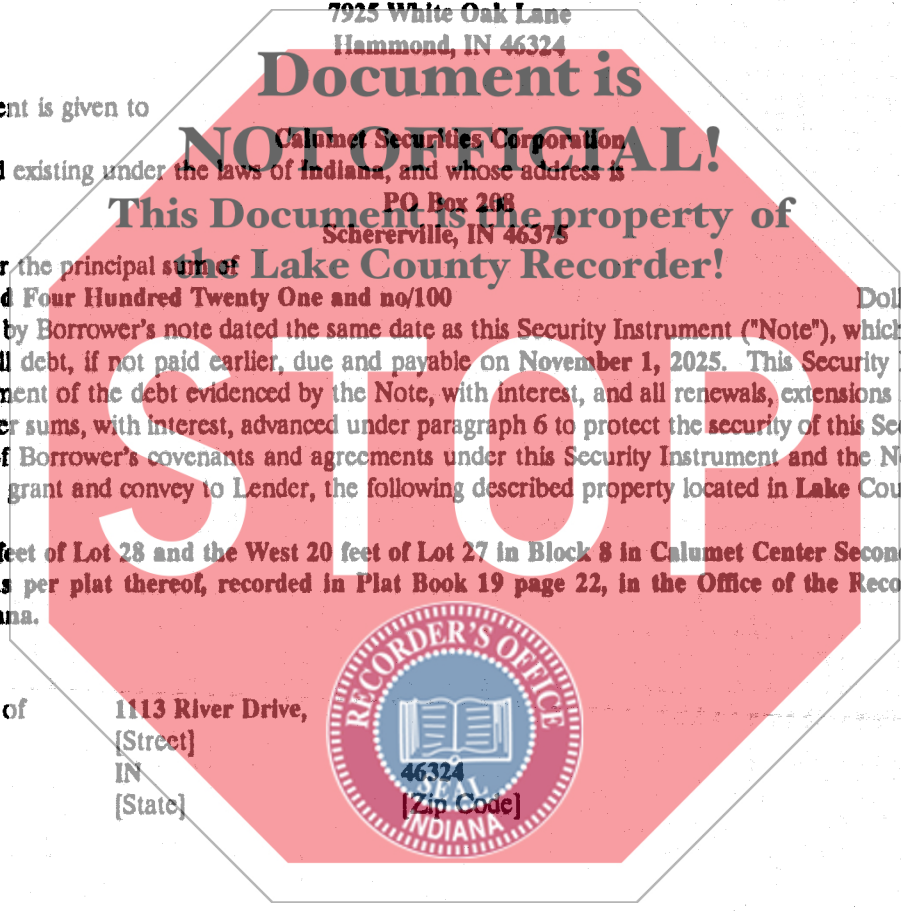 7925 White Oak Lane
Hammond, IN 46324
Document is
ent is given to
NOT OFFICIAL!
Calumet Securities Corporation
existing under the laws of Indiana, and whose address is
PO Box 208
This Document is the property of
Schererville, IN 46375
r the principal sum of
the Lake County Recorder!
d Four Hundred Twenty One and no/100 Doll
by Borrower's note dated the same date as this Security Instrument ("Note"), which
ll debt, if not paid earlier, due and payable on November 1, 2025. This Security
ment of the debt evidenced by the Note, with interest, and all renewals, extensions
er sums, with interest, advanced under paragraph 6 to protect the security of this Sec
f Borrower's covenants and agreements under this Security Instrument and the N
grant and convey to Lender, the following described property located in Lake Cou
STOP
feet of Lot 28 and the West 20 feet of Lot 27 in Block 8 in Calumet Center Secon
s per plat thereof, recorded in Plat Book 19 page 22, in the Office of the Reco
ana.
RECORDER'S OFFICE
of 1113 River Drive,
[Street]
IN 46324
SEAL
[State] [Zip Code]
INDIANA